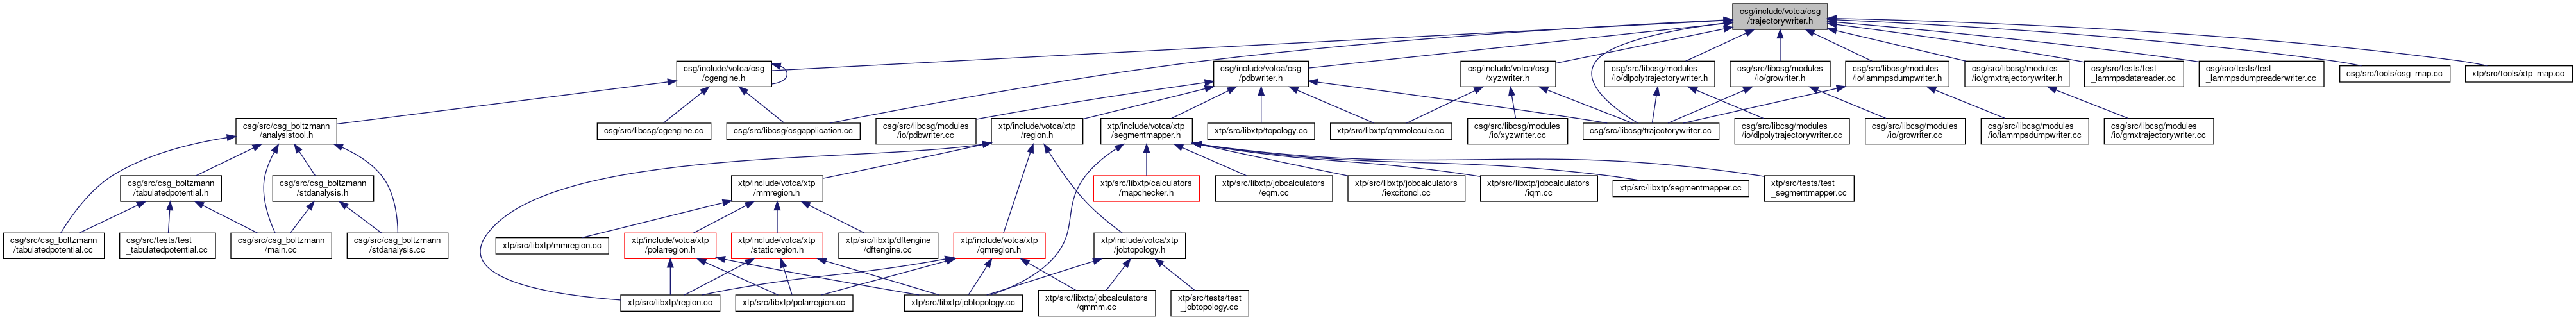 csg/include/votca/csg
/trajectorywriter.h
csg/include/votca/csg
/cgengine.h
csg/include/votca/csg
/pdbwriter.h
csg/include/votca/csg
/xyzwriter.h
csg/src/libcsg/modules
/io/dlpolytrajectorywriter.h
csg/src/libcsg/modules
/io/growriter.h
csg/src/libcsg/modules
/io/lammpsdumpwriter.h
csg/src/libcsg/modules
/io/gmxtrajectorywriter.h
csg/src/tests/test
_lammpsdatareader.cc
csg/src/tests/test
_lammpsdumpreaderwriter.cc
csg/src/tools/csg_map.cc
xtp/src/tools/xtp_map.cc
csg/src/csg_boltzmann
/analysistool.h
csg/src/libcsg/cgengine.cc
csg/src/libcsg/csgapplication.cc
csg/src/libcsg/modules
/io/pdbwriter.cc
xtp/include/votca/xtp
/region.h
xtp/include/votca/xtp
/segmentmapper.h
xtp/src/libxtp/topology.cc
xtp/src/libxtp/qmmolecule.cc
csg/src/libcsg/modules
/io/xyzwriter.cc
csg/src/libcsg/trajectorywriter.cc
csg/src/libcsg/modules
/io/dlpolytrajectorywriter.cc
csg/src/libcsg/modules
/io/growriter.cc
csg/src/libcsg/modules
/io/lammpsdumpwriter.cc
csg/src/libcsg/modules
/io/gmxtrajectorywriter.cc
csg/src/csg_boltzmann
/tabulatedpotential.h
csg/src/csg_boltzmann
/stdanalysis.h
xtp/include/votca/xtp
/mmregion.h
xtp/src/libxtp/calculators
/mapchecker.h
xtp/src/libxtp/jobcalculators
/eqm.cc
xtp/src/libxtp/jobcalculators
/iexcitoncl.cc
xtp/src/libxtp/jobcalculators
/iqm.cc
xtp/src/libxtp/segmentmapper.cc
xtp/src/tests/test
_segmentmapper.cc
csg/src/csg_boltzmann
/tabulatedpotential.cc
csg/src/tests/test
_tabulatedpotential.cc
csg/src/csg_boltzmann
/main.cc
csg/src/csg_boltzmann
/stdanalysis.cc
xtp/src/libxtp/mmregion.cc
xtp/include/votca/xtp
/polarregion.h
xtp/include/votca/xtp
/staticregion.h
xtp/src/libxtp/dftengine
/dftengine.cc
xtp/include/votca/xtp
/qmregion.h
xtp/include/votca/xtp
/jobtopology.h
xtp/src/libxtp/region.cc
xtp/src/libxtp/polarregion.cc
xtp/src/libxtp/jobtopology.cc
xtp/src/libxtp/jobcalculators
/qmmm.cc
xtp/src/tests/test
_jobtopology.cc